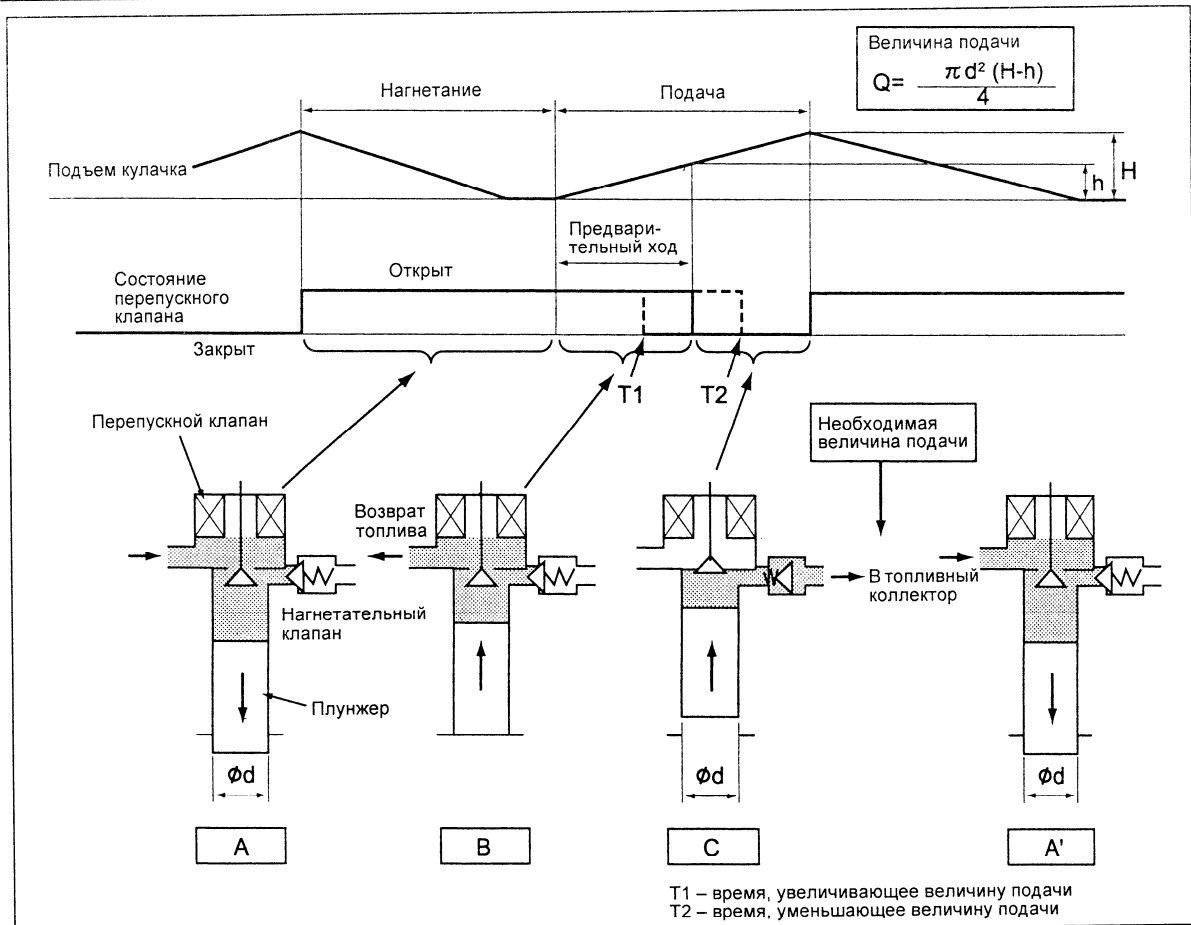 Величина подачи
Q= π d² (H-h)
4
Нагнетание
Подача
Подъем кулачка
h
H
Предвари-
тельный ход
Состояние
перепускного
клапана
Открыт
Закрыт
T1
T2
Перепускной клапан
Необходимая
величина подачи
Возврат
топлива
Нагнетательный
клапан
В топливный
коллектор
Плунжер
Ød
Ød
Ød
A
B
C
A'
T1 – время, увеличивающее величину подачи
T2 – время, уменьшающее величину подачи